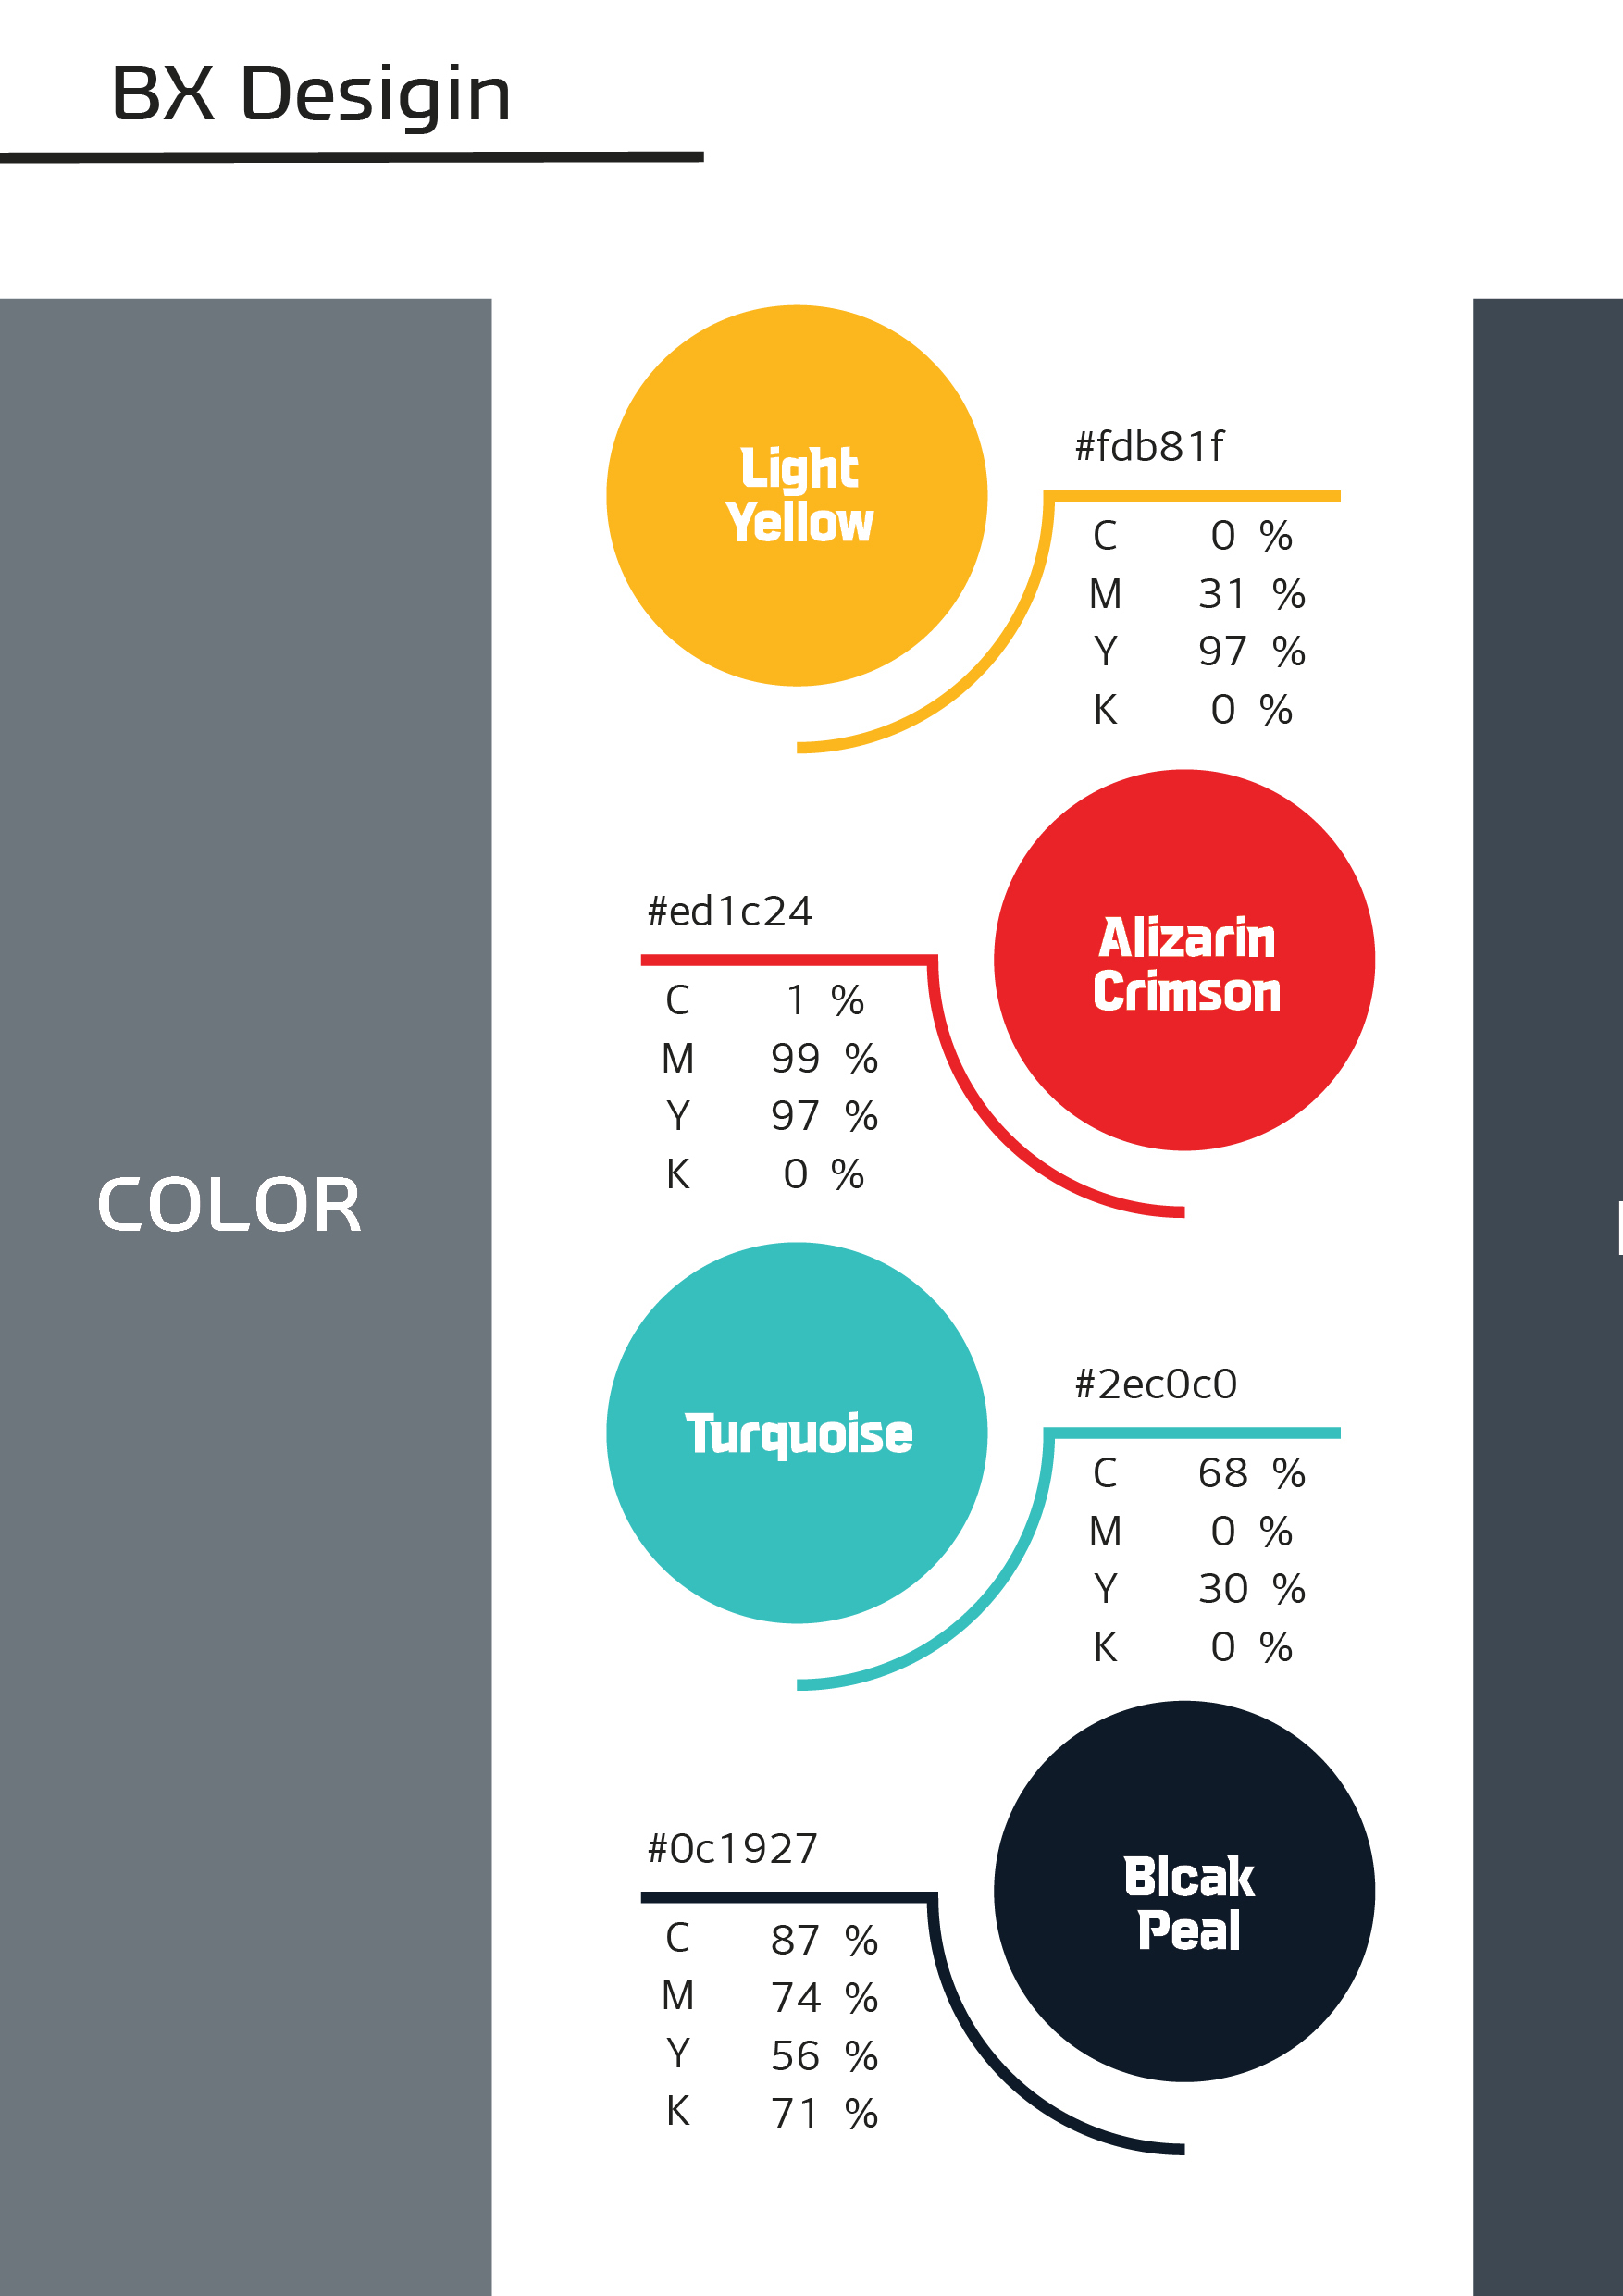 BX Desigin
COLOR
Light
Yellow
#fdb81f
C 0 %
M 31 %
Y 97 %
K 0 %
Alizarin
Crimson
#ed1c24
C 1 %
M 99 %
Y 97 %
K 0 %
Turquoise
#2ec0c0
C 68 %
M 0 %
Y 30 %
K 0 %
Blcak
Peal
#0c1927
C 87 %
M 74 %
Y 56 %
K 71 %